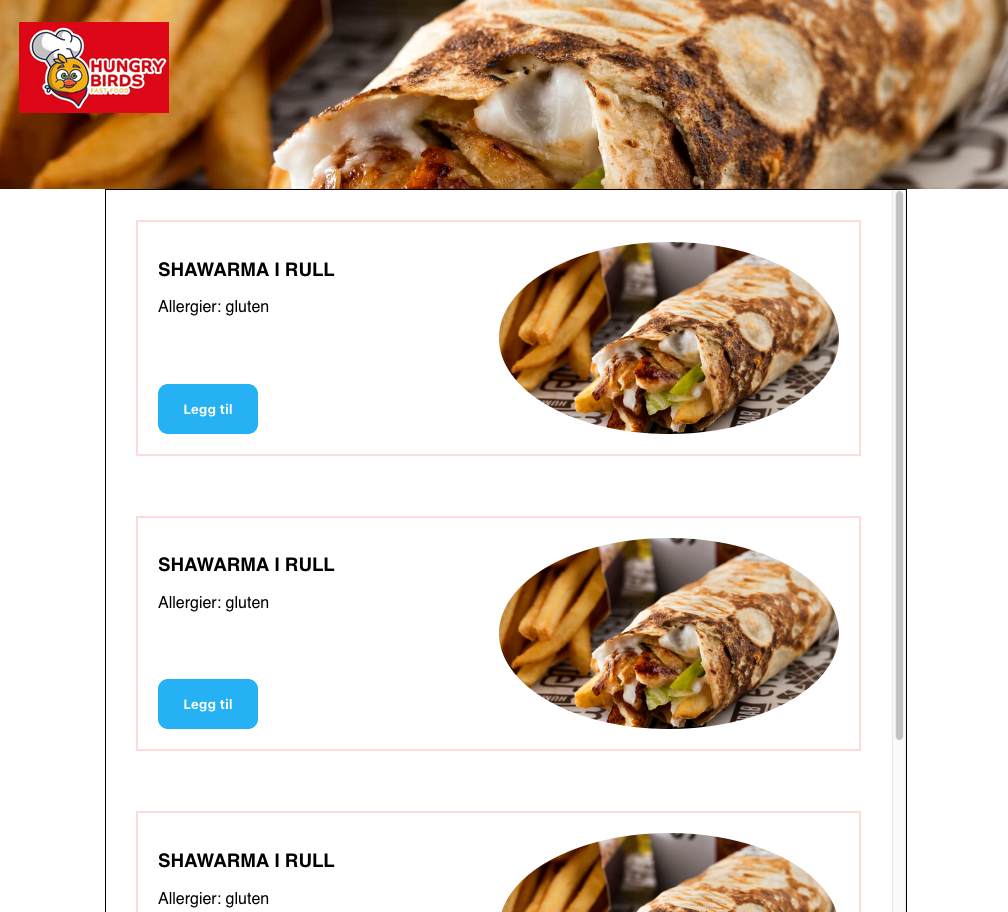 HUNGRY
BIRDS
FAST FOOD
SHAWARMA I RULL
Allergier: gluten
Legg til
SHAWARMA I RULL
Allergier: gluten
Legg til
SHAWARMA I RULL
Allergier: gluten